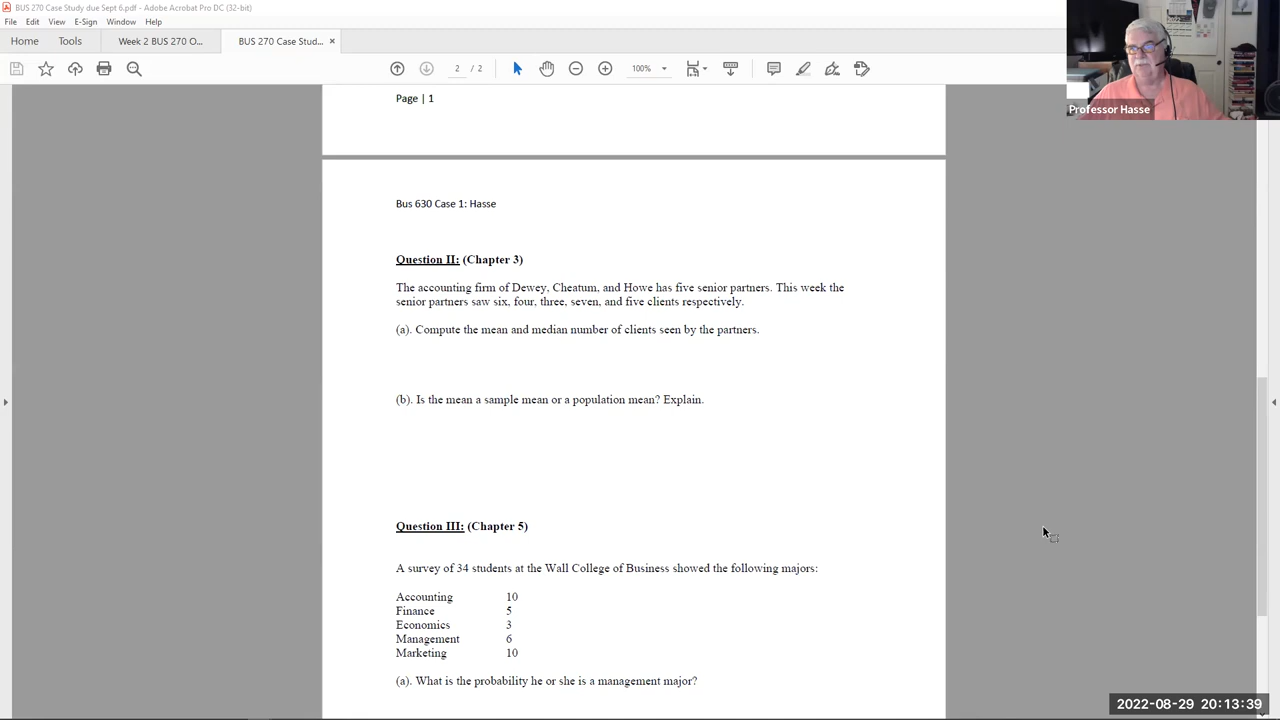 BUS 270 Case Study due Sept 6.pdf - Adobe Acrobat Pro DC (32-bit)
File Edit View E-Sign Window Help
Home Tools Week 2 BUS 270 O... BUS 270 Case Stud... ×
2 / 2 100%
Professor Hasse
Page | 1
Bus 630 Case 1: Hasse
Question II: (Chapter 3)
The accounting firm of Dewey, Cheatum, and Howe has five senior partners. This week the
senior partners saw six, four, three, seven, and five clients respectively.
(a). Compute the mean and median number of clients seen by the partners.
(b). Is the mean a sample mean or a population mean? Explain.
Question III: (Chapter 5)
A survey of 34 students at the Wall College of Business showed the following majors:
Accounting 10
Finance 5
Economics 3
Management 6
Marketing 10
(a). What is the probability he or she is a management major?
2022-08-29 20:13:39